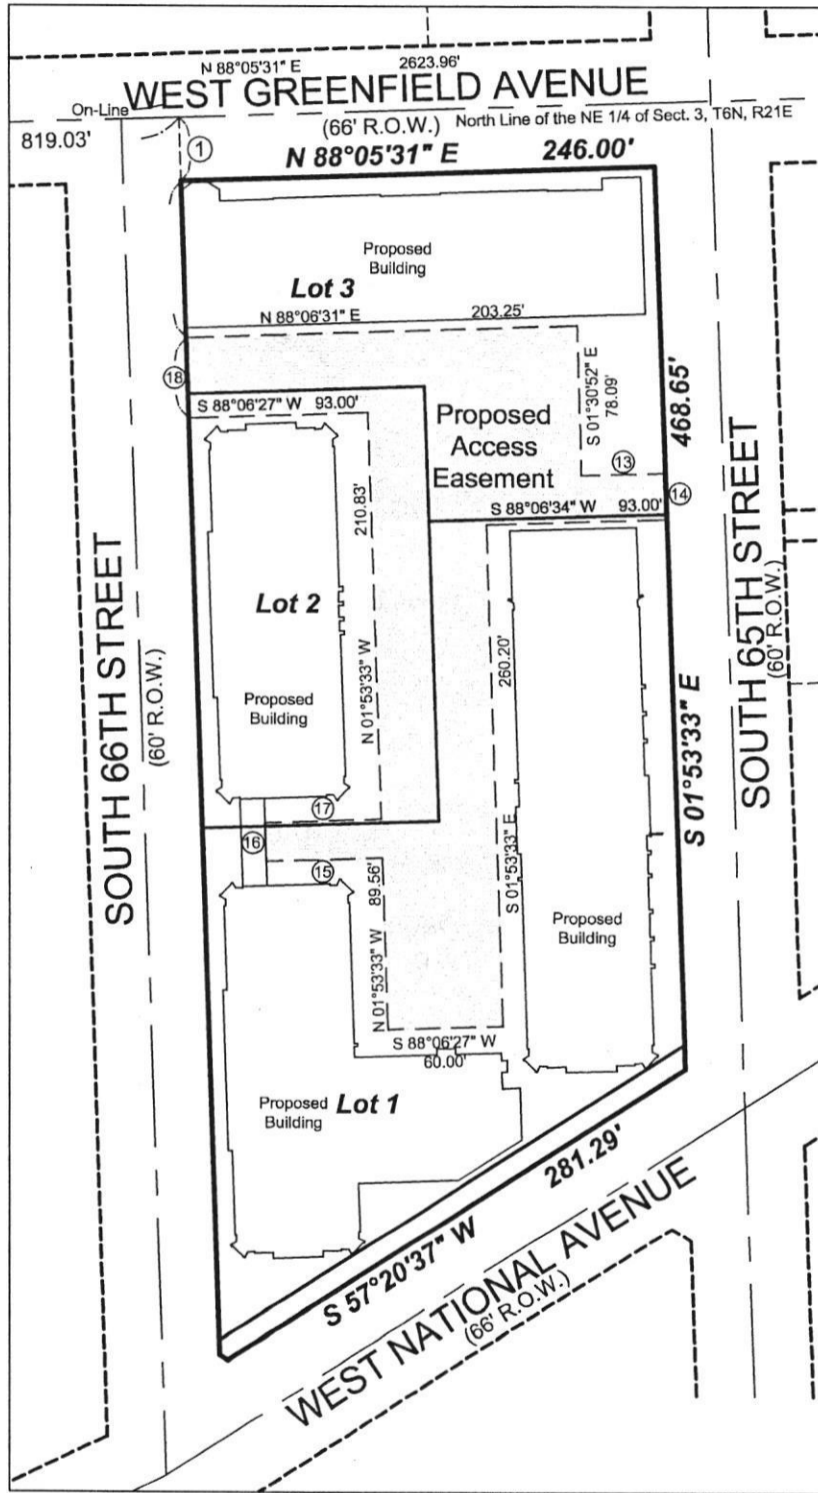 N 88°05'31" E 2623.96'
WEST GREENFIELD AVENUE
On-Line
(66' R.O.W.) North Line of the NE 1/4 of Sect. 3, T6N, R21E
819.03'
1
N 88°05'31" E 246.00'
Proposed
Building
Lot 3
N 88°06'31" E 203.25'
S 01°30'52" E
78.09'
468.65'
18
S 88°06'27" W 93.00'
Proposed
Access
Easement
13
14
S 88°06'34" W 93.00'
210.83'
N 01°53'33" W
Lot 2
Proposed
Building
SOUTH 66TH STREET
(60' R.O.W.)
SOUTH 65TH STREET
(60' R.O.W.)
260.20'
S 01°53'33" E
S 01°53'33" E
17
16
15
89.56'
N 01°53'33" W
Proposed
Building
S 88°06'27" W
60.00'
Proposed
Building
Lot 1
281.29'
S 57°20'37" W
WEST NATIONAL AVENUE
(66' R.O.W.)